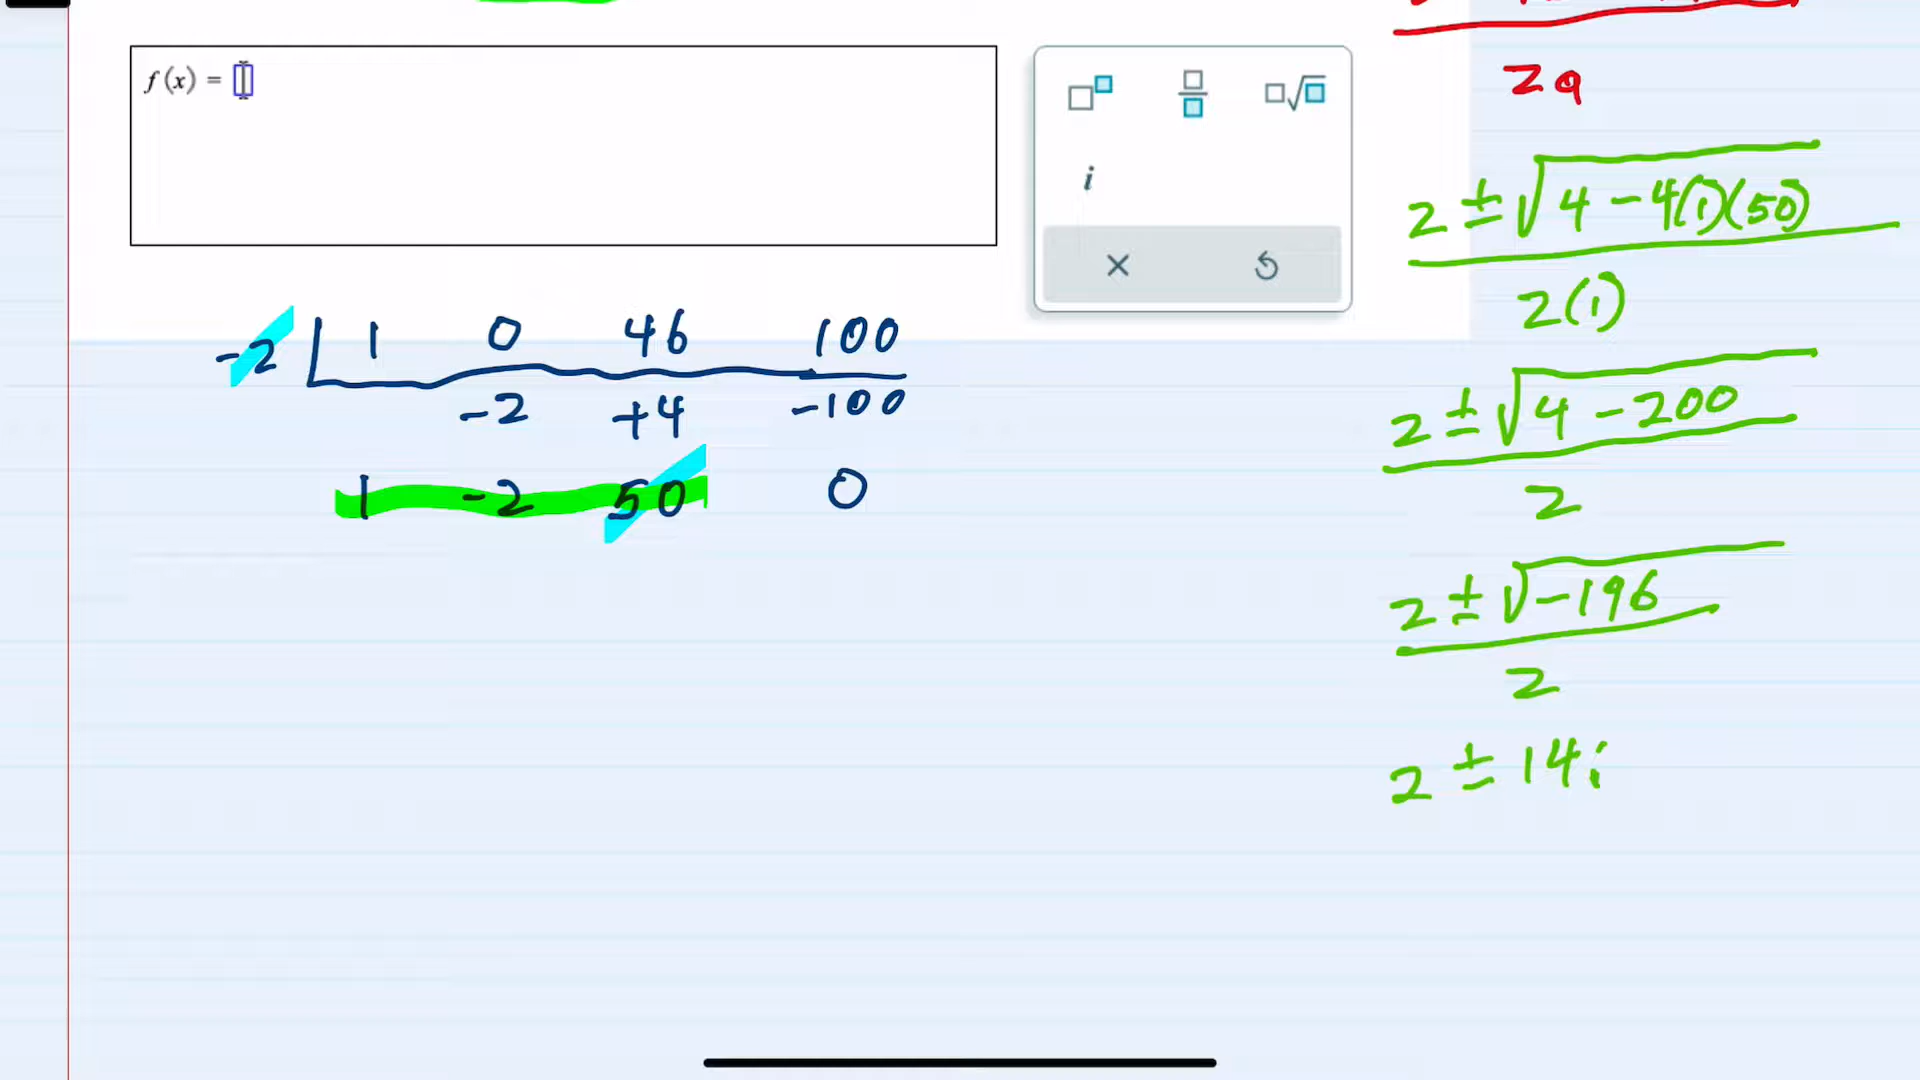 f(x) =
i
-2 | 1 0 46 100
-2 +4 -100
1 -2 50 0
2a
2 ± √4 - 4(1)(50)
2(1)
2 ± √4 - 200
2
2 ± √-196
2
2 ± 14i